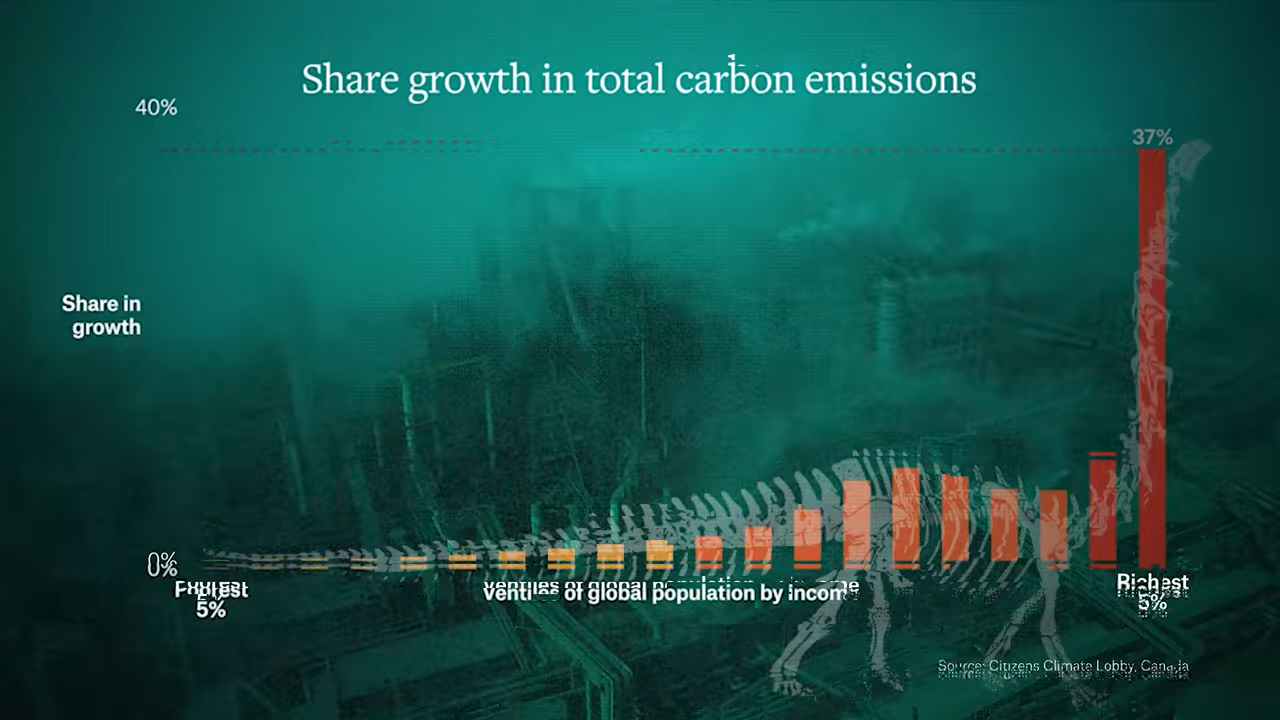 Share growth in total carbon emissions
40%
37%
Share in
growth
0%
5%
Ventiles of global population by income
Richest
5%
Source: Citizens Climate Lobby, Canada